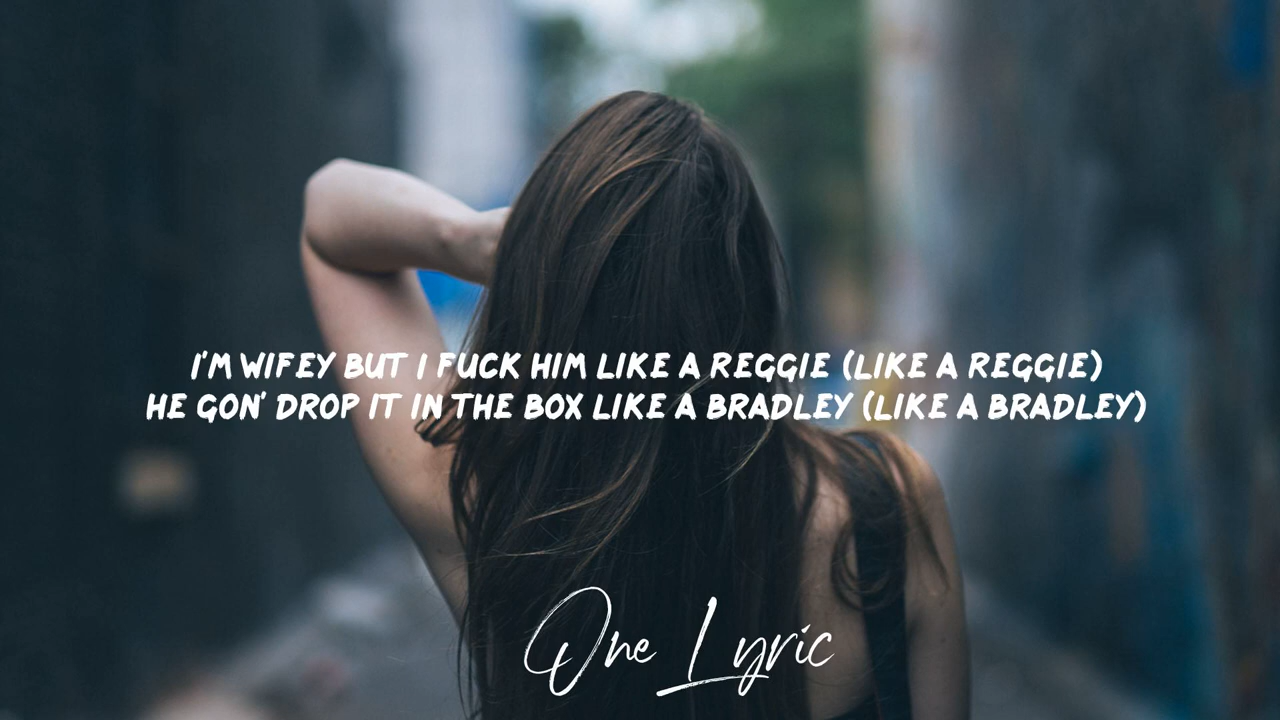 I'M WIFEY BUT I FUCK HIM LIKE A REGGIE (LIKE A REGGIE)
HE GON' DROP IT IN THE BOX LIKE A BRADLEY (LIKE A BRADLEY)
One Lyric